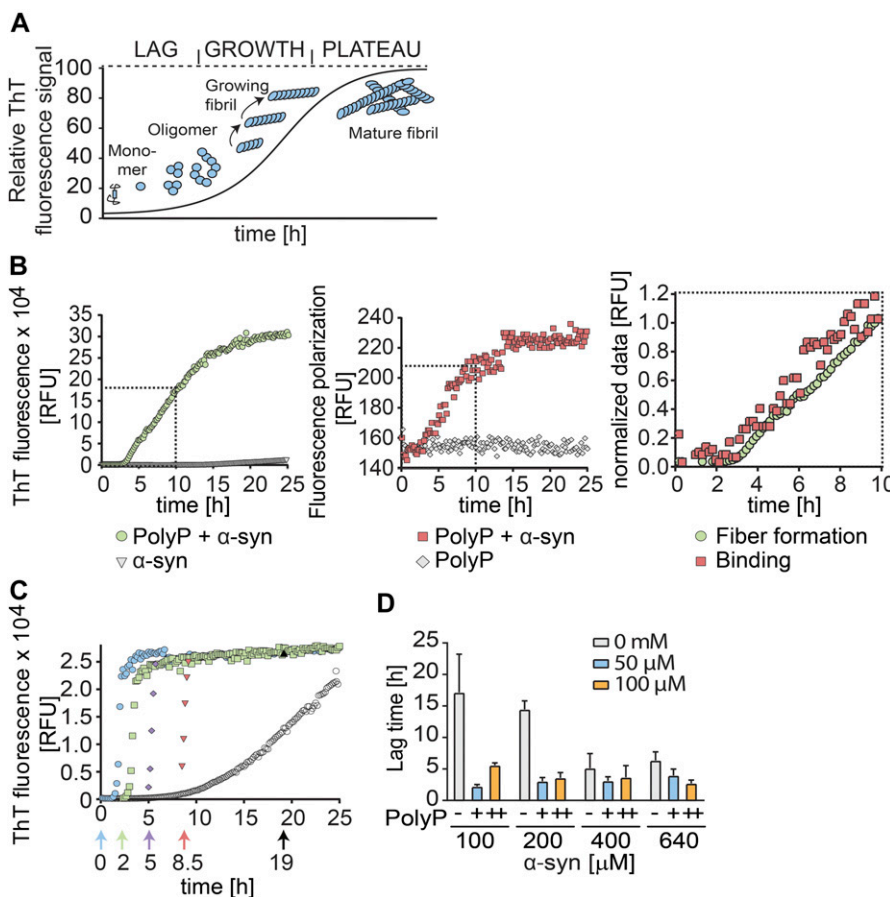 A
LAG GROWTH PLATEAU
Relative ThT
fluorescence signal
100
80
60
40
20
0
Mono-
mer
Oligomer
Growing
fibril
Mature fibril
time [h]
B
ThT fluorescence x 10⁴
[RFU]
35
30
25
20
15
10
5
0
0 5 10 15 20 25
time [h]
PolyP + α-syn
α-syn
Fluorescence polarization
[RFU]
240
220
200
180
160
140
0 5 10 15 20 25
time [h]
PolyP + α-syn
PolyP
normalized data [RFU]
1.2
1.0
0.8
0.6
0.4
0.2
0.0
0 2 4 6 8 10
time [h]
Fiber formation
Binding
C
ThT fluorescence x 10⁴
[RFU]
2.5
2.0
1.5
1.0
0.5
0
0 5 10 15 20 25
0 2 5 8.5 19
time [h]
D
Lag time [h]
25
20
15
10
5
0
0 mM
50 μM
100 μM
PolyP - + ++ - + ++ - + ++ - + ++
100 200 400 640
α-syn [μM]